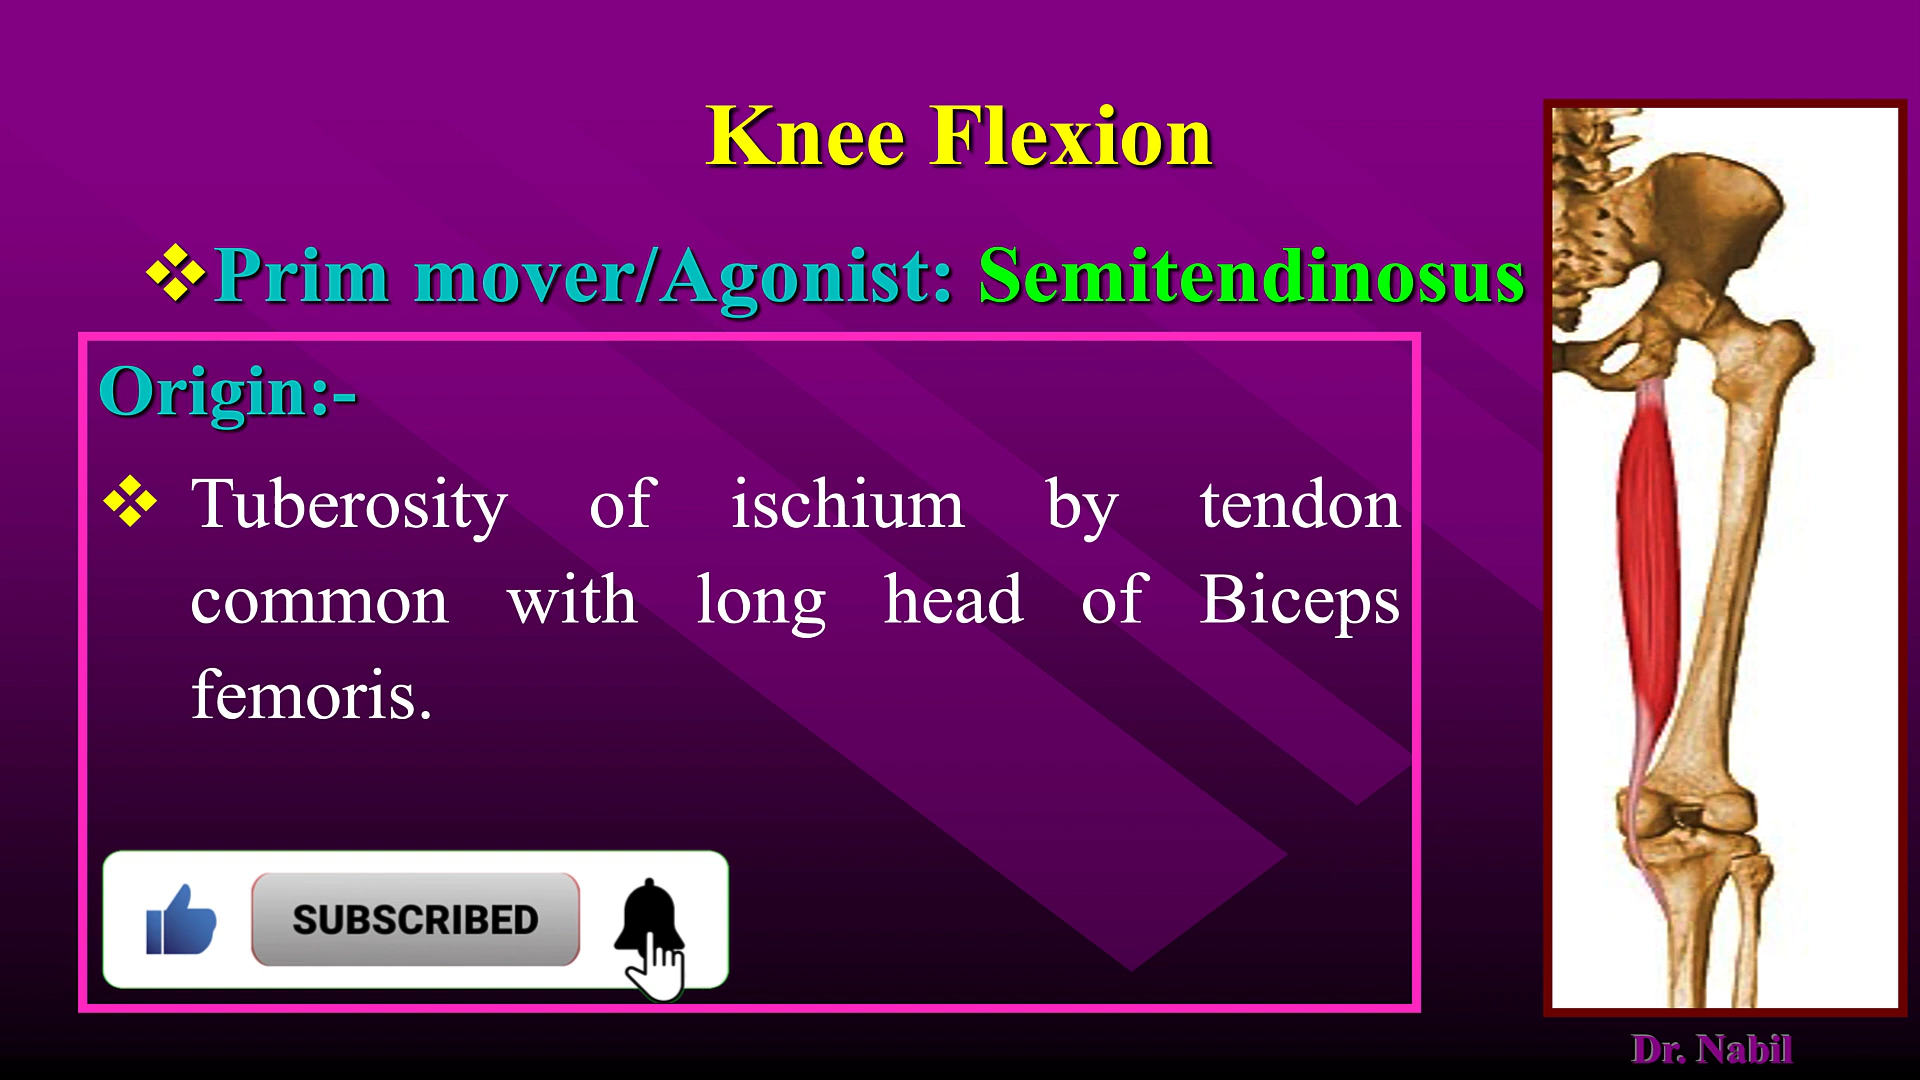 Knee Flexion
❖Prim mover/Agonist: Semitendinosus
Origin:-
❖ Tuberosity of ischium by tendon
common with long head of Biceps
femoris.
SUBSCRIBED
Dr. Nabil